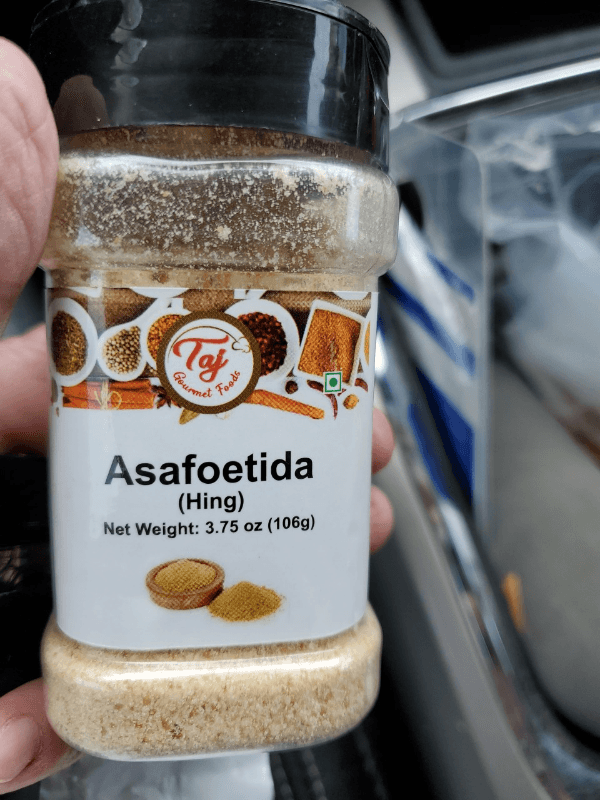 Taj
Gourmet Foods
Asafoetida
(Hing)
Net Weight: 3.75 oz (106g)